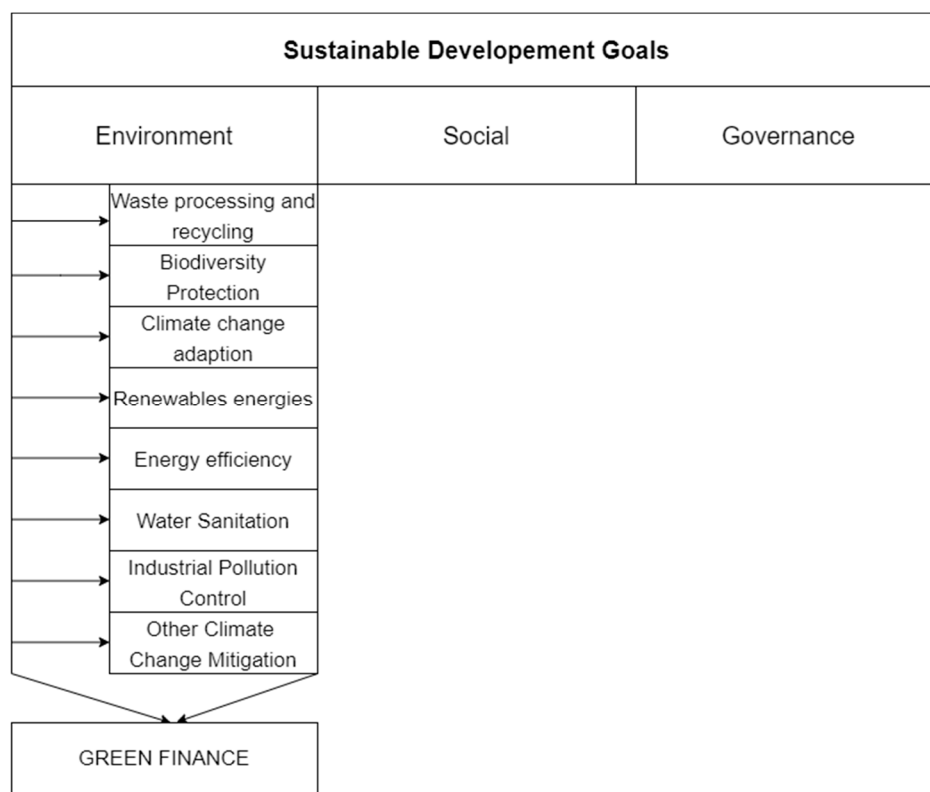 Sustainable Developement Goals
Environment
Social
Governance
Waste processing and
recycling
Biodiversity
Protection
Climate change
adaption
Renewables energies
Energy efficiency
Water Sanitation
Industrial Pollution
Control
Other Climate
Change Mitigation
GREEN FINANCE